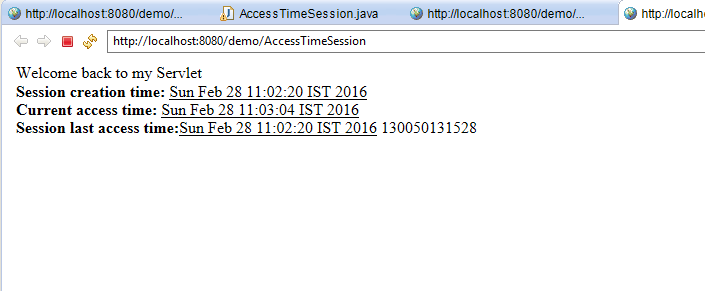 http://localhost:8080/demo/... AccessTimeSession.java http://localhost:8080/demo/... http://local
http://localhost:8080/demo/AccessTimeSession
Welcome back to my Servlet
Session creation time: Sun Feb 28 11:02:20 IST 2016
Current access time: Sun Feb 28 11:03:04 IST 2016
Session last access time:Sun Feb 28 11:02:20 IST 2016 130050131528